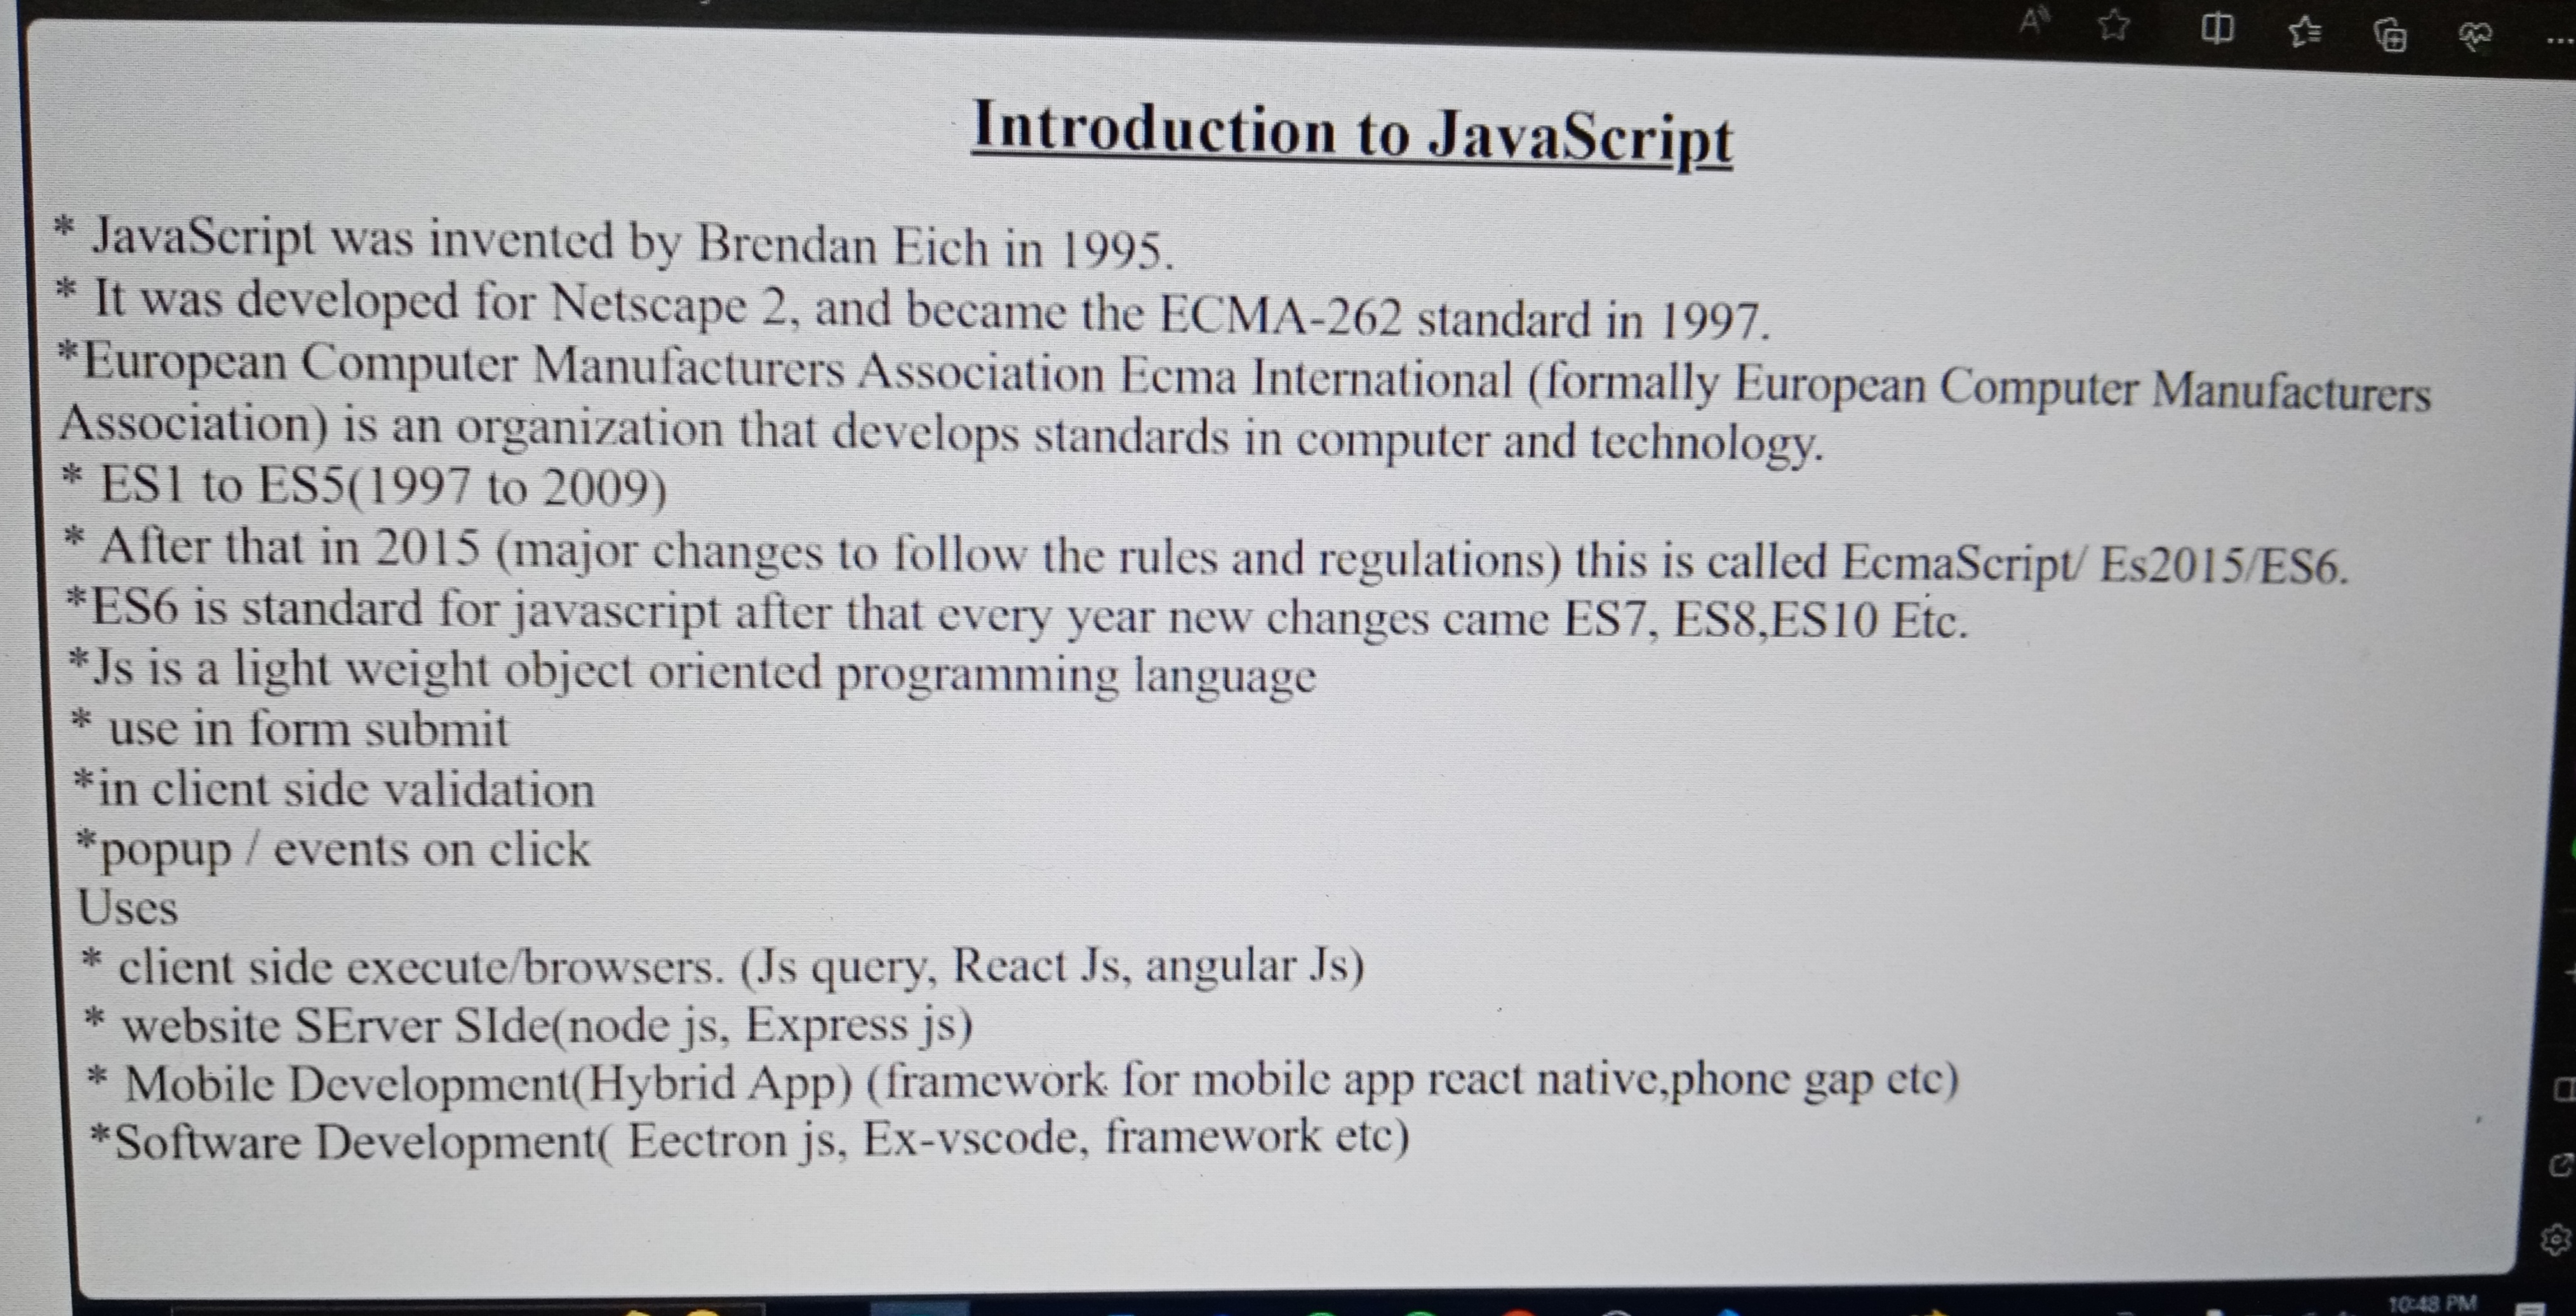 Introduction to JavaScript
* JavaScript was invented by Brendan Eich in 1995.
* It was developed for Netscape 2, and became the ECMA-262 standard in 1997.
*European Computer Manufacturers Association Ecma International (formally European Computer Manufacturers
Association) is an organization that develops standards in computer and technology.
* ES1 to ES5(1997 to 2009)
* After that in 2015 (major changes to follow the rules and regulations) this is called EcmaScript/ Es2015/ES6.
*ES6 is standard for javascript after that every year new changes came ES7, ES8,ES10 Etc.
*Js is a light weight object oriented programming language
* use in form submit
*in client side validation
*popup / events on click
Uses
* client side execute/browsers. (Js query, React Js, angular Js)
* website SErver SIde(node js, Express js)
* Mobile Development(Hybrid App) (framework for mobile app react native,phone gap etc)
*Software Development( Eectron js, Ex-vscode, framework etc)
10:48 PM